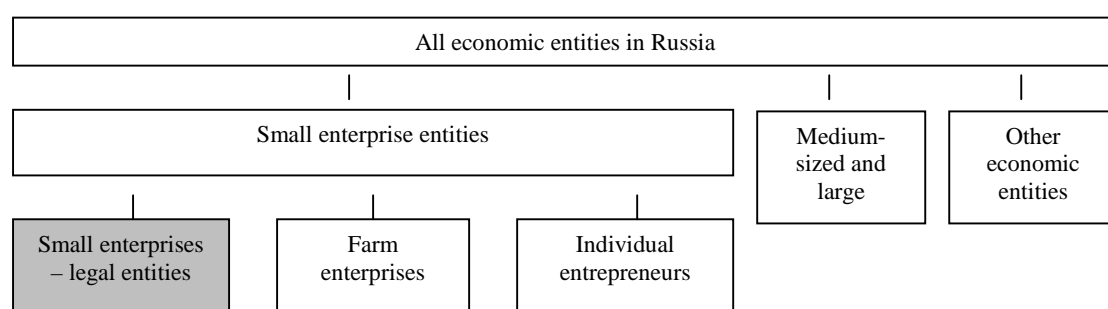 All economic entities in Russia
Small enterprise entities
Medium-
sized and
large
Other
economic
entities
Small enterprises
– legal entities
Farm
enterprises
Individual
entrepreneurs